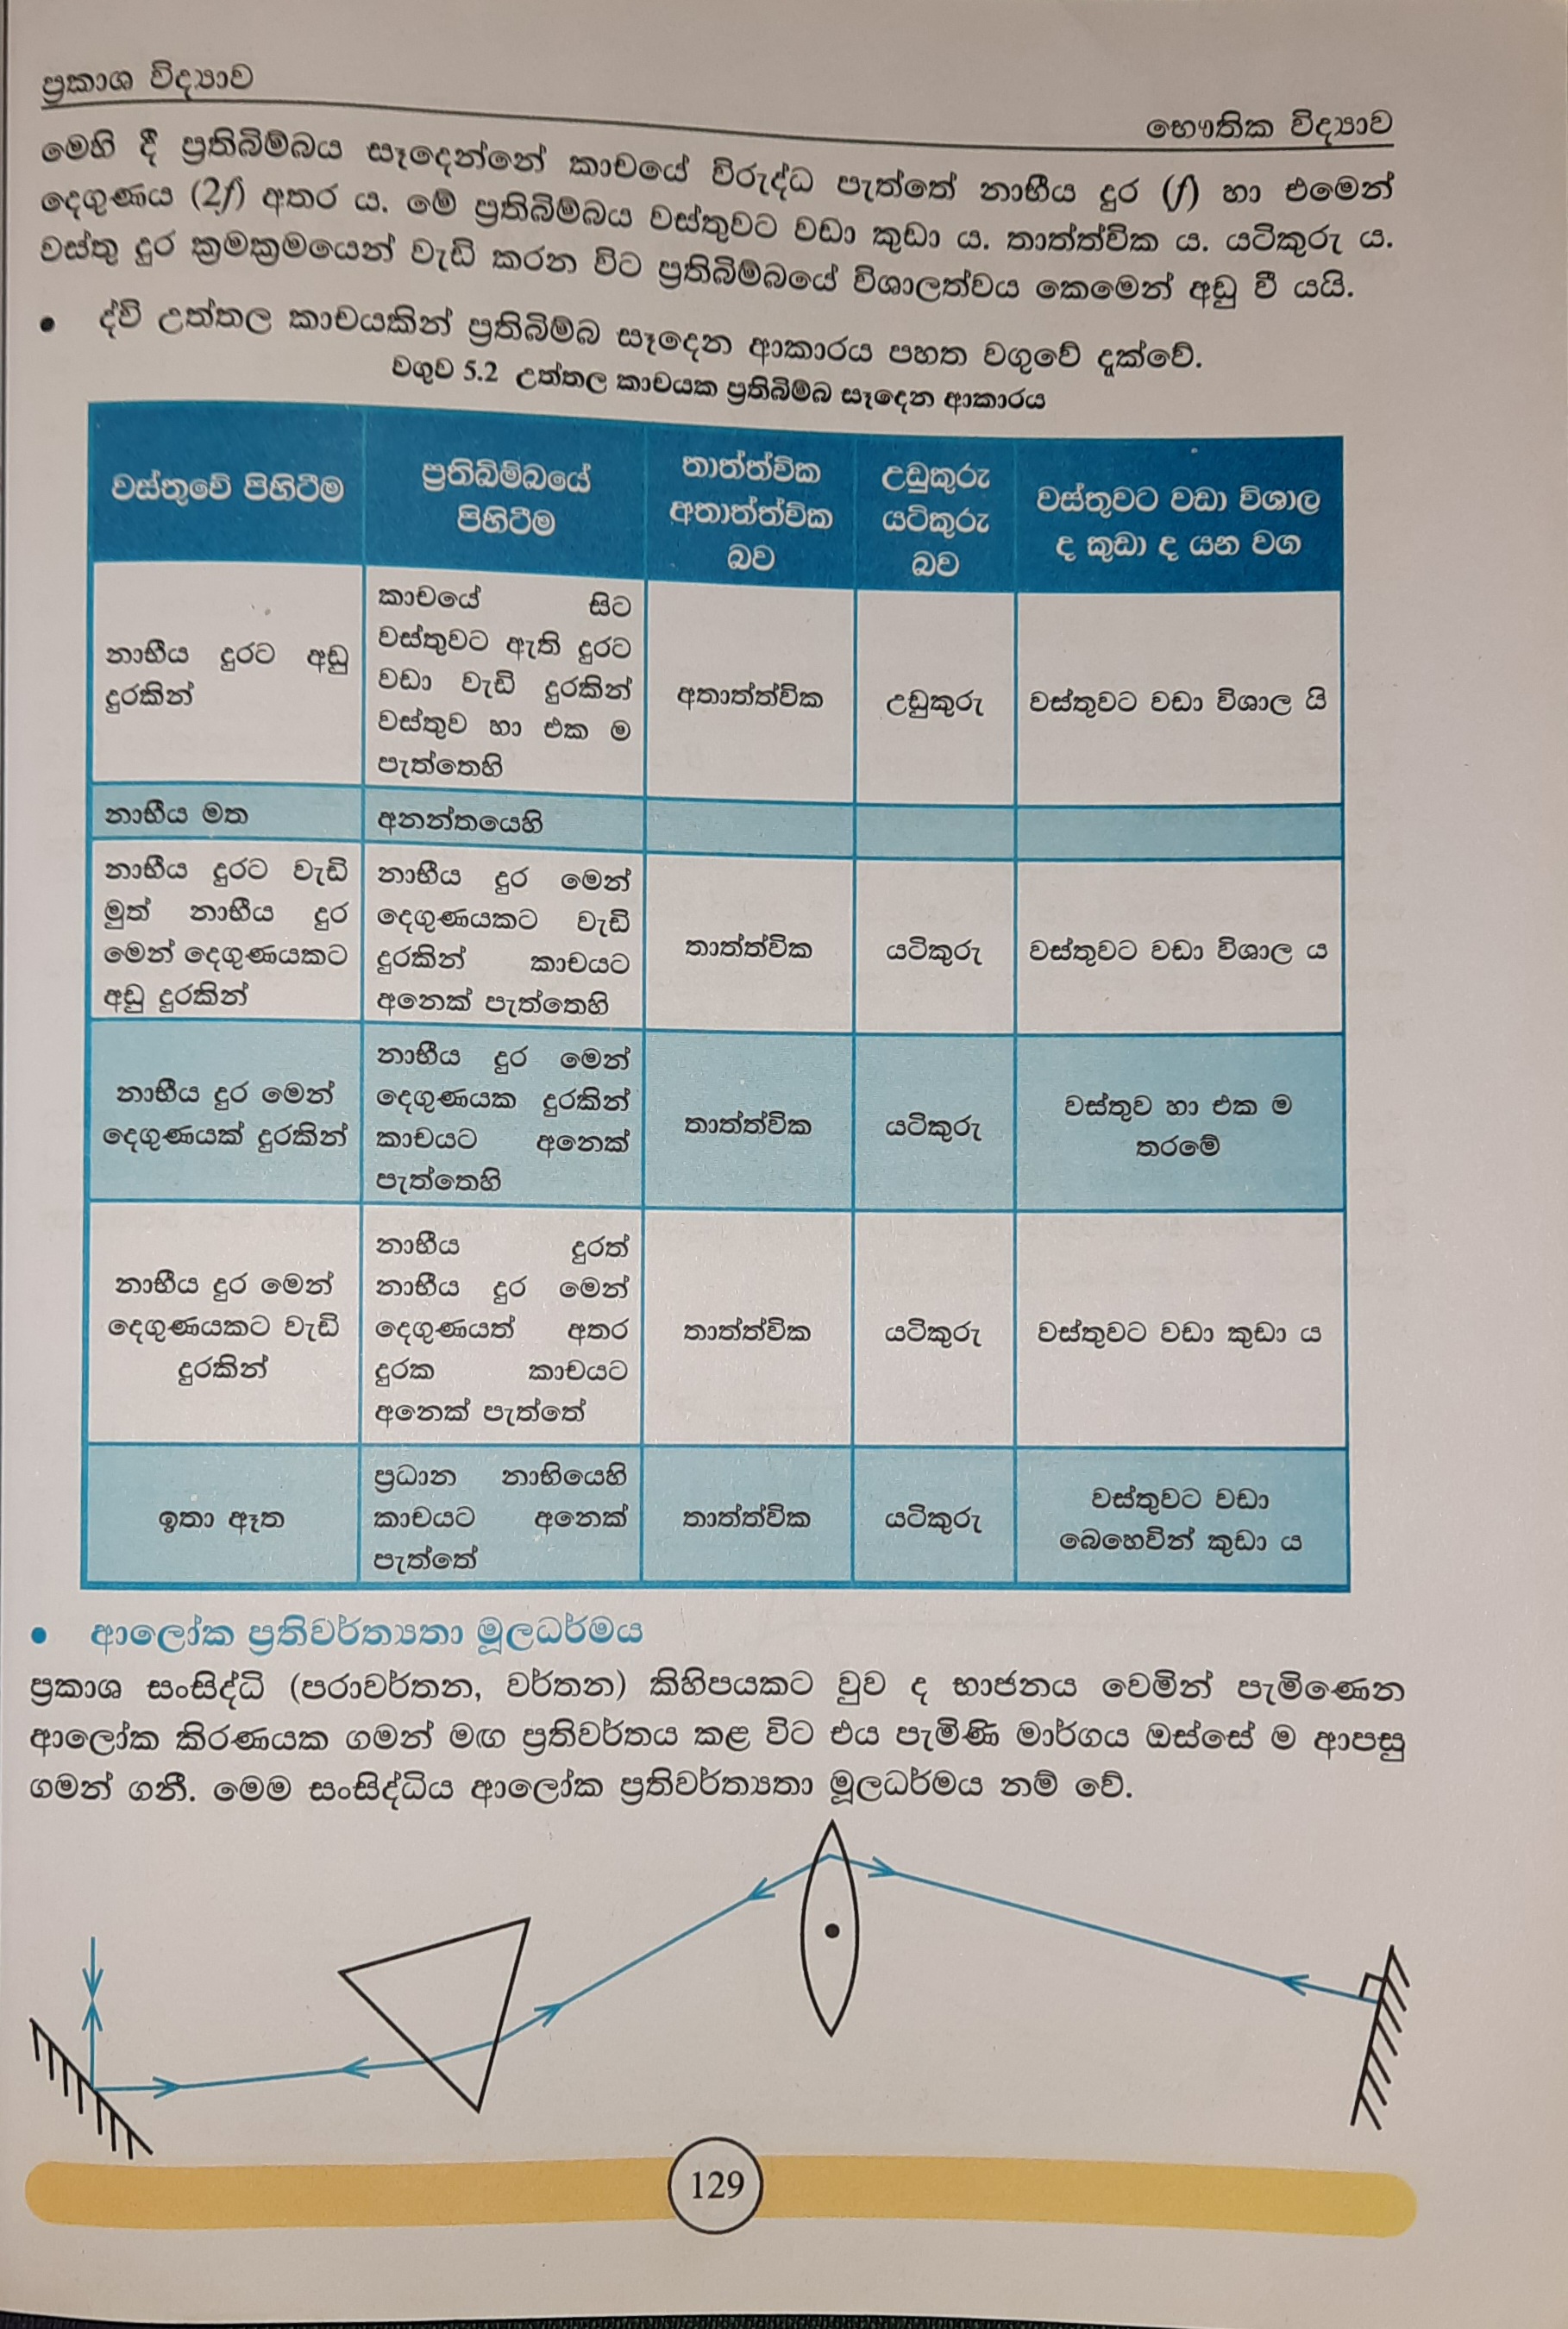 ප්‍රකාශ විද්‍යාව
භෞතික විද්‍යාව
මෙහි දී ප්‍රතිබිම්බය සෑදෙන්නේ කාචයේ විරුද්ධ පැත්තේ නාභීය දුර (f) හා එමෙන්
දෙගුණය (2f) අතර ය. මේ ප්‍රතිබිම්බය වස්තුවට වඩා කුඩා ය. තාත්ත්වික ය. යටිකුරු ය.
වස්තු දුර ක්‍රමක්‍රමයෙන් වැඩි කරන විට ප්‍රතිබිම්බයේ විශාලත්වය කෙමෙන් අඩු වී යයි.
• ද්වි උත්තල කාචයකින් ප්‍රතිබිම්බ සෑදෙන ආකාරය පහත වගුවේ දැක්වේ.
වගුව 5.2 උත්තල කාචයක ප්‍රතිබිම්බ සෑදෙන ආකාරය
වස්තුවේ පිහිටීම
ප්‍රතිබිම්බයේ
පිහිටීම
තාත්ත්වික
අතාත්ත්වික
බව
උඩුකුරු
යටිකුරු
බව
වස්තුවට වඩා විශාල
ද කුඩා ද යන වග
නාභීය දුරට අඩු
දුරකින්
කාචයේ සිට
වස්තුවට ඇති දුරට
වඩා වැඩි දුරකින්
වස්තුව හා එක ම
පැත්තෙහි
අතාත්ත්වික
උඩුකුරු
වස්තුවට වඩා විශාල යි
නාභීය මත
අනන්තයෙහි
නාභීය දුරට වැඩි
මුත් නාභීය දුර
මෙන් දෙගුණයකට
අඩු දුරකින්
නාභීය දුර මෙන්
දෙගුණයකට වැඩි
දුරකින් කාචයට
අනෙක් පැත්තෙහි
තාත්ත්වික
යටිකුරු
වස්තුවට වඩා විශාල ය
නාභීය දුර මෙන්
දෙගුණයක් දුරකින්
නාභීය දුර මෙන්
දෙගුණයක දුරකින්
කාචයට අනෙක්
පැත්තෙහි
තාත්ත්වික
යටිකුරු
වස්තුව හා එක ම
තරමේ
නාභීය දුර මෙන්
දෙගුණයකට වැඩි
දුරකින්
නාභීය දුරත්
නාභීය දුර මෙන්
දෙගුණයත් අතර
දුරක කාචයට
අනෙක් පැත්තේ
තාත්ත්වික
යටිකුරු
වස්තුවට වඩා කුඩා ය
ඉතා ඈත
ප්‍රධාන නාභියෙහි
කාචයට අනෙක්
පැත්තේ
තාත්ත්වික
යටිකුරු
වස්තුවට වඩා
බෙහෙවින් කුඩා ය
• ආලෝක ප්‍රතිවර්ත්‍යතා මූලධර්මය
ප්‍රකාශ සංසිද්ධි (පරාවර්තන, වර්තන) කිහිපයකට වුව ද භාජනය වෙමින් පැමිණෙන
ආලෝක කිරණයක ගමන් මඟ ප්‍රතිවර්තය කළ විට එය පැමිණි මාර්ගය ඔස්සේ ම ආපසු
ගමන් ගනී. මෙම සංසිද්ධිය ආලෝක ප්‍රතිවර්ත්‍යතා මූලධර්මය නම් වේ.
129